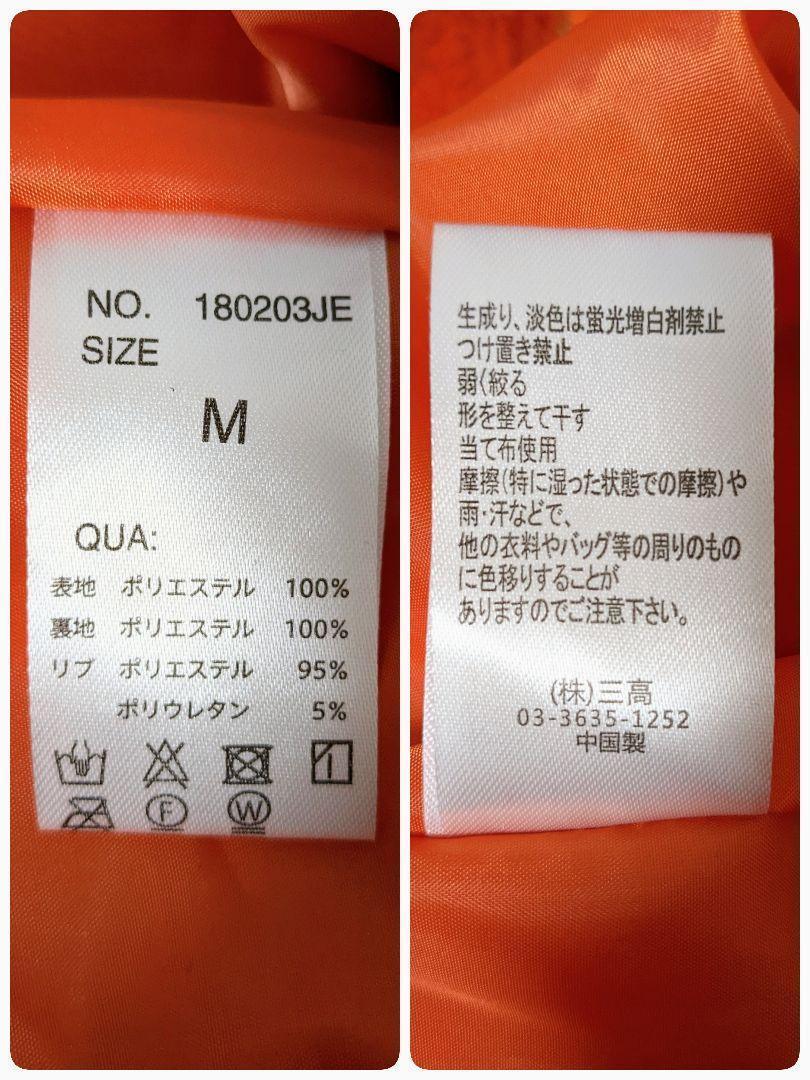 NO. 180203JE
SIZE
M
QUA:
表地 ポリエステル 100%
裏地 ポリエステル 100%
リブ ポリエステル 95%
ポリウレタン 5%
F W
生成り、淡色は蛍光増白剤禁止
つけ置き禁止
弱く絞る
形を整えて干す
当て布使用
摩擦(特に湿った状態での摩擦)や
雨・汗などで、
他の衣料やバッグ等の周りのもの
に色移りすることが
ありますのでご注意下さい。
(株)三高
03-3635-1252
中国製